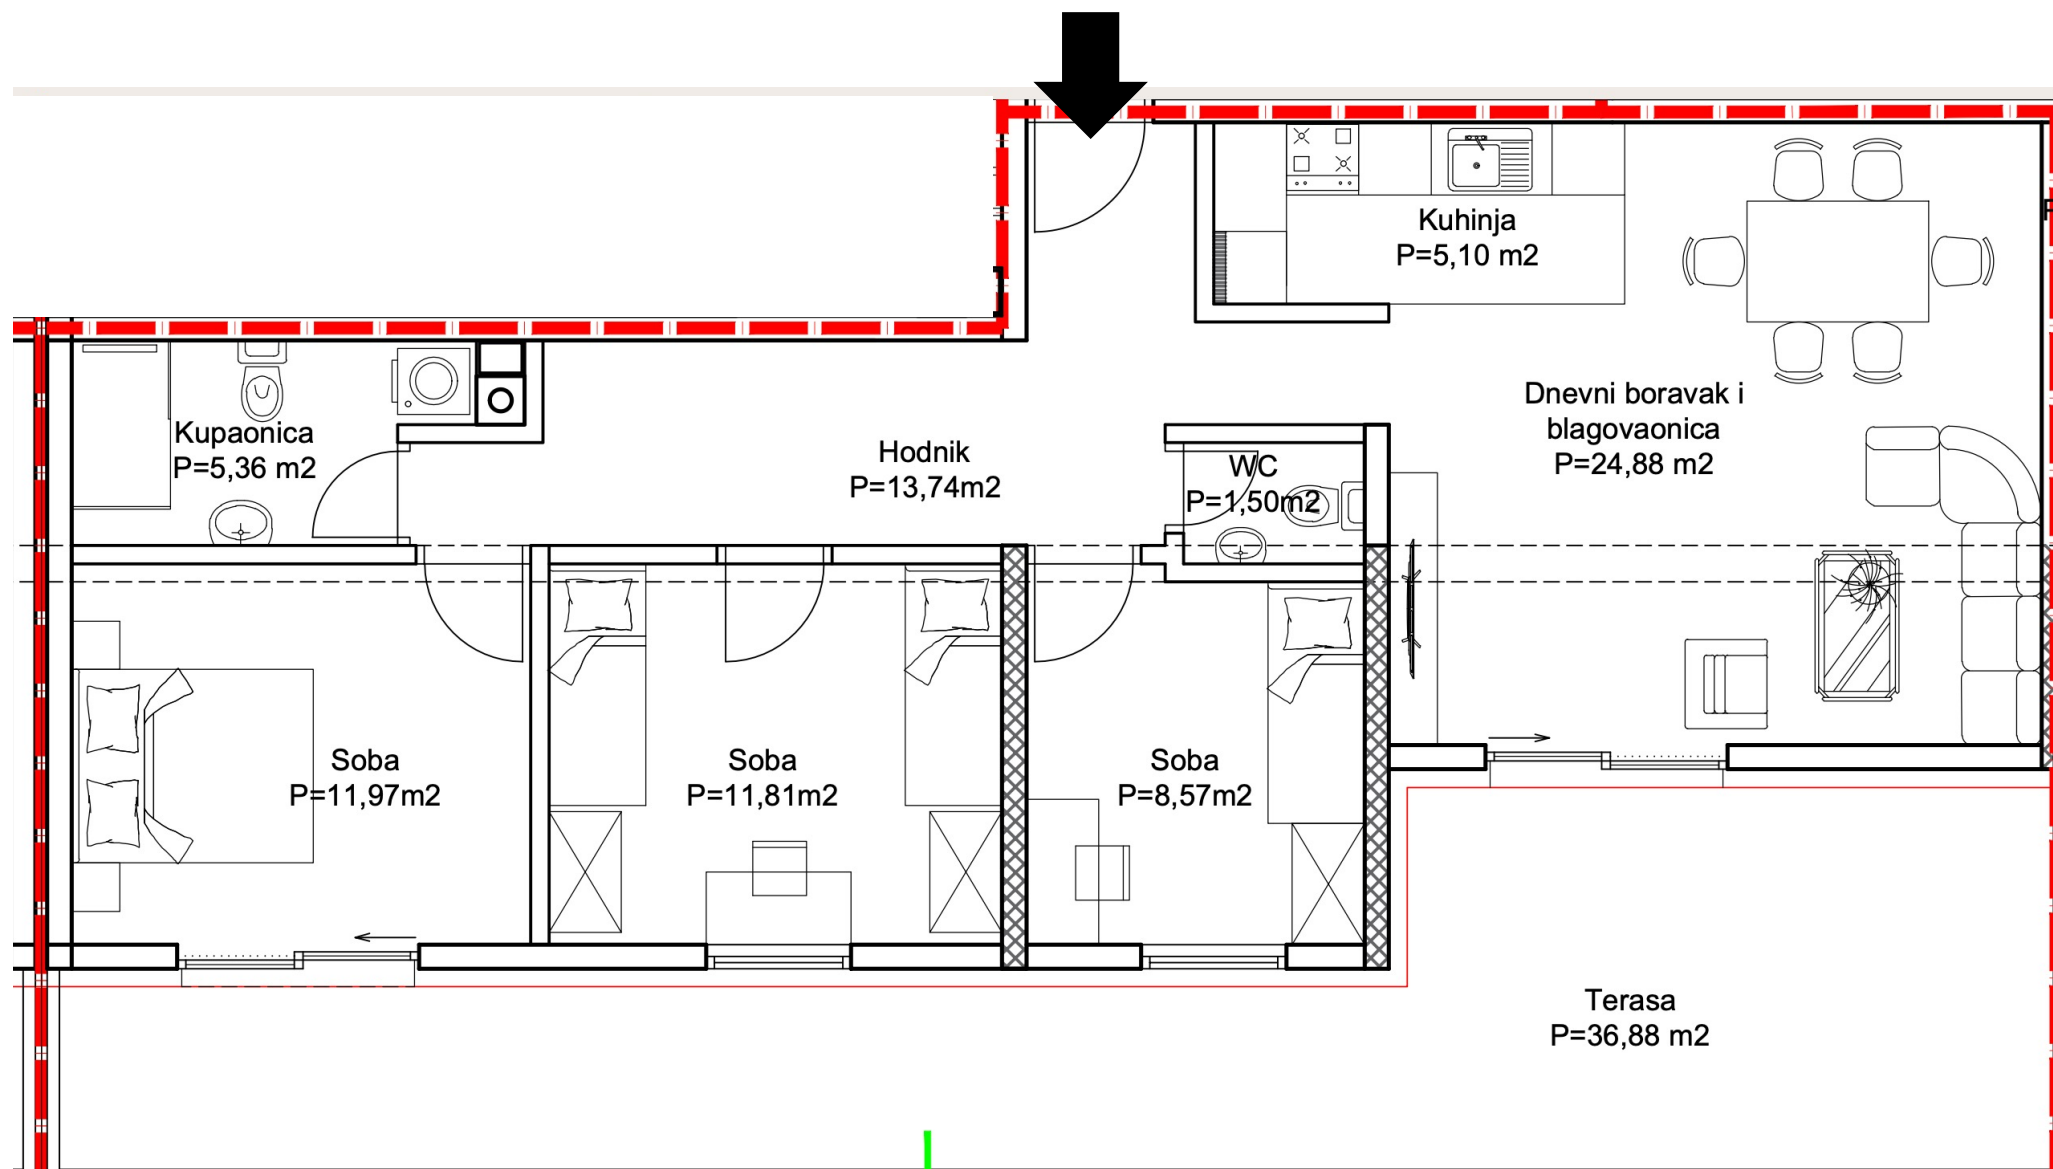 Kuhinja
P=5,10 m2
Dnevni boravak i
blagovaonica
P=24,88 m2
Kupaonica
P=5,36 m2
Hodnik
P=13,74m2
WC
P=1,50m2
Soba
P=11,97m2
Soba
P=11,81m2
Soba
P=8,57m2
Terasa
P=36,88 m2